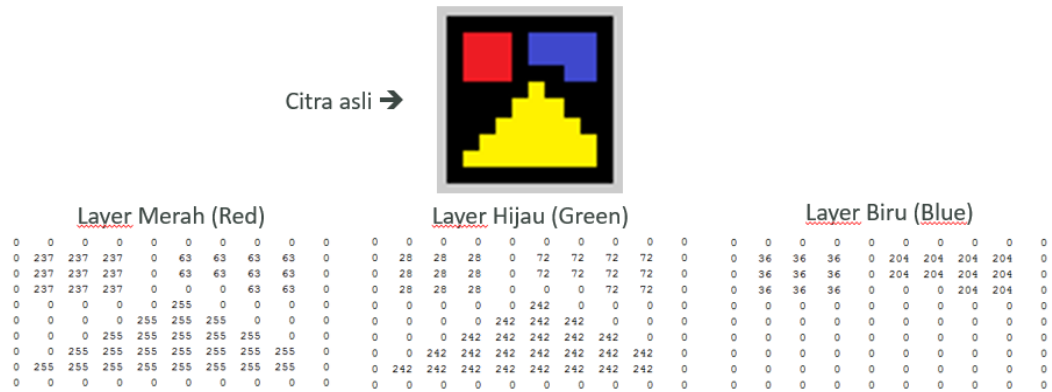 Citra asli ➔
Layer Merah (Red)
0 0 0 0 0 0 0 0 0 0
0 237 237 237 0 63 63 63 63 0
0 237 237 237 0 63 63 63 63 0
0 237 237 237 0 0 0 63 63 0
0 0 0 0 0 255 0 0 0 0
0 0 0 0 255 255 255 0 0 0
0 0 0 255 255 255 255 255 0 0
0 0 255 255 255 255 255 255 255 0
0 255 255 255 255 255 255 255 255 0
0 0 0 0 0 0 0 0 0 0
Layer Hijau (Green)
0 0 0 0 0 0 0 0 0 0
0 28 28 28 0 72 72 72 72 0
0 28 28 28 0 72 72 72 72 0
0 28 28 28 0 0 0 72 72 0
0 0 0 0 0 242 0 0 0 0
0 0 0 0 242 242 242 0 0 0
0 0 0 242 242 242 242 242 0 0
0 0 242 242 242 242 242 242 242 0
0 242 242 242 242 242 242 242 242 0
0 0 0 0 0 0 0 0 0 0
Layer Biru (Blue)
0 0 0 0 0 0 0 0 0 0
0 36 36 36 0 204 204 204 204 0
0 36 36 36 0 204 204 204 204 0
0 36 36 36 0 0 0 204 204 0
0 0 0 0 0 0 0 0 0 0
0 0 0 0 0 0 0 0 0 0
0 0 0 0 0 0 0 0 0 0
0 0 0 0 0 0 0 0 0 0
0 0 0 0 0 0 0 0 0 0
0 0 0 0 0 0 0 0 0 0